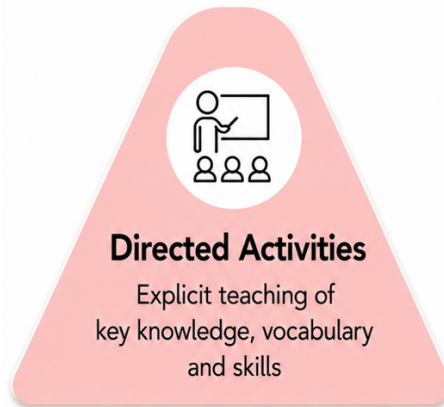 Directed Activities
Explicit teaching of
key knowledge, vocabulary
and skills